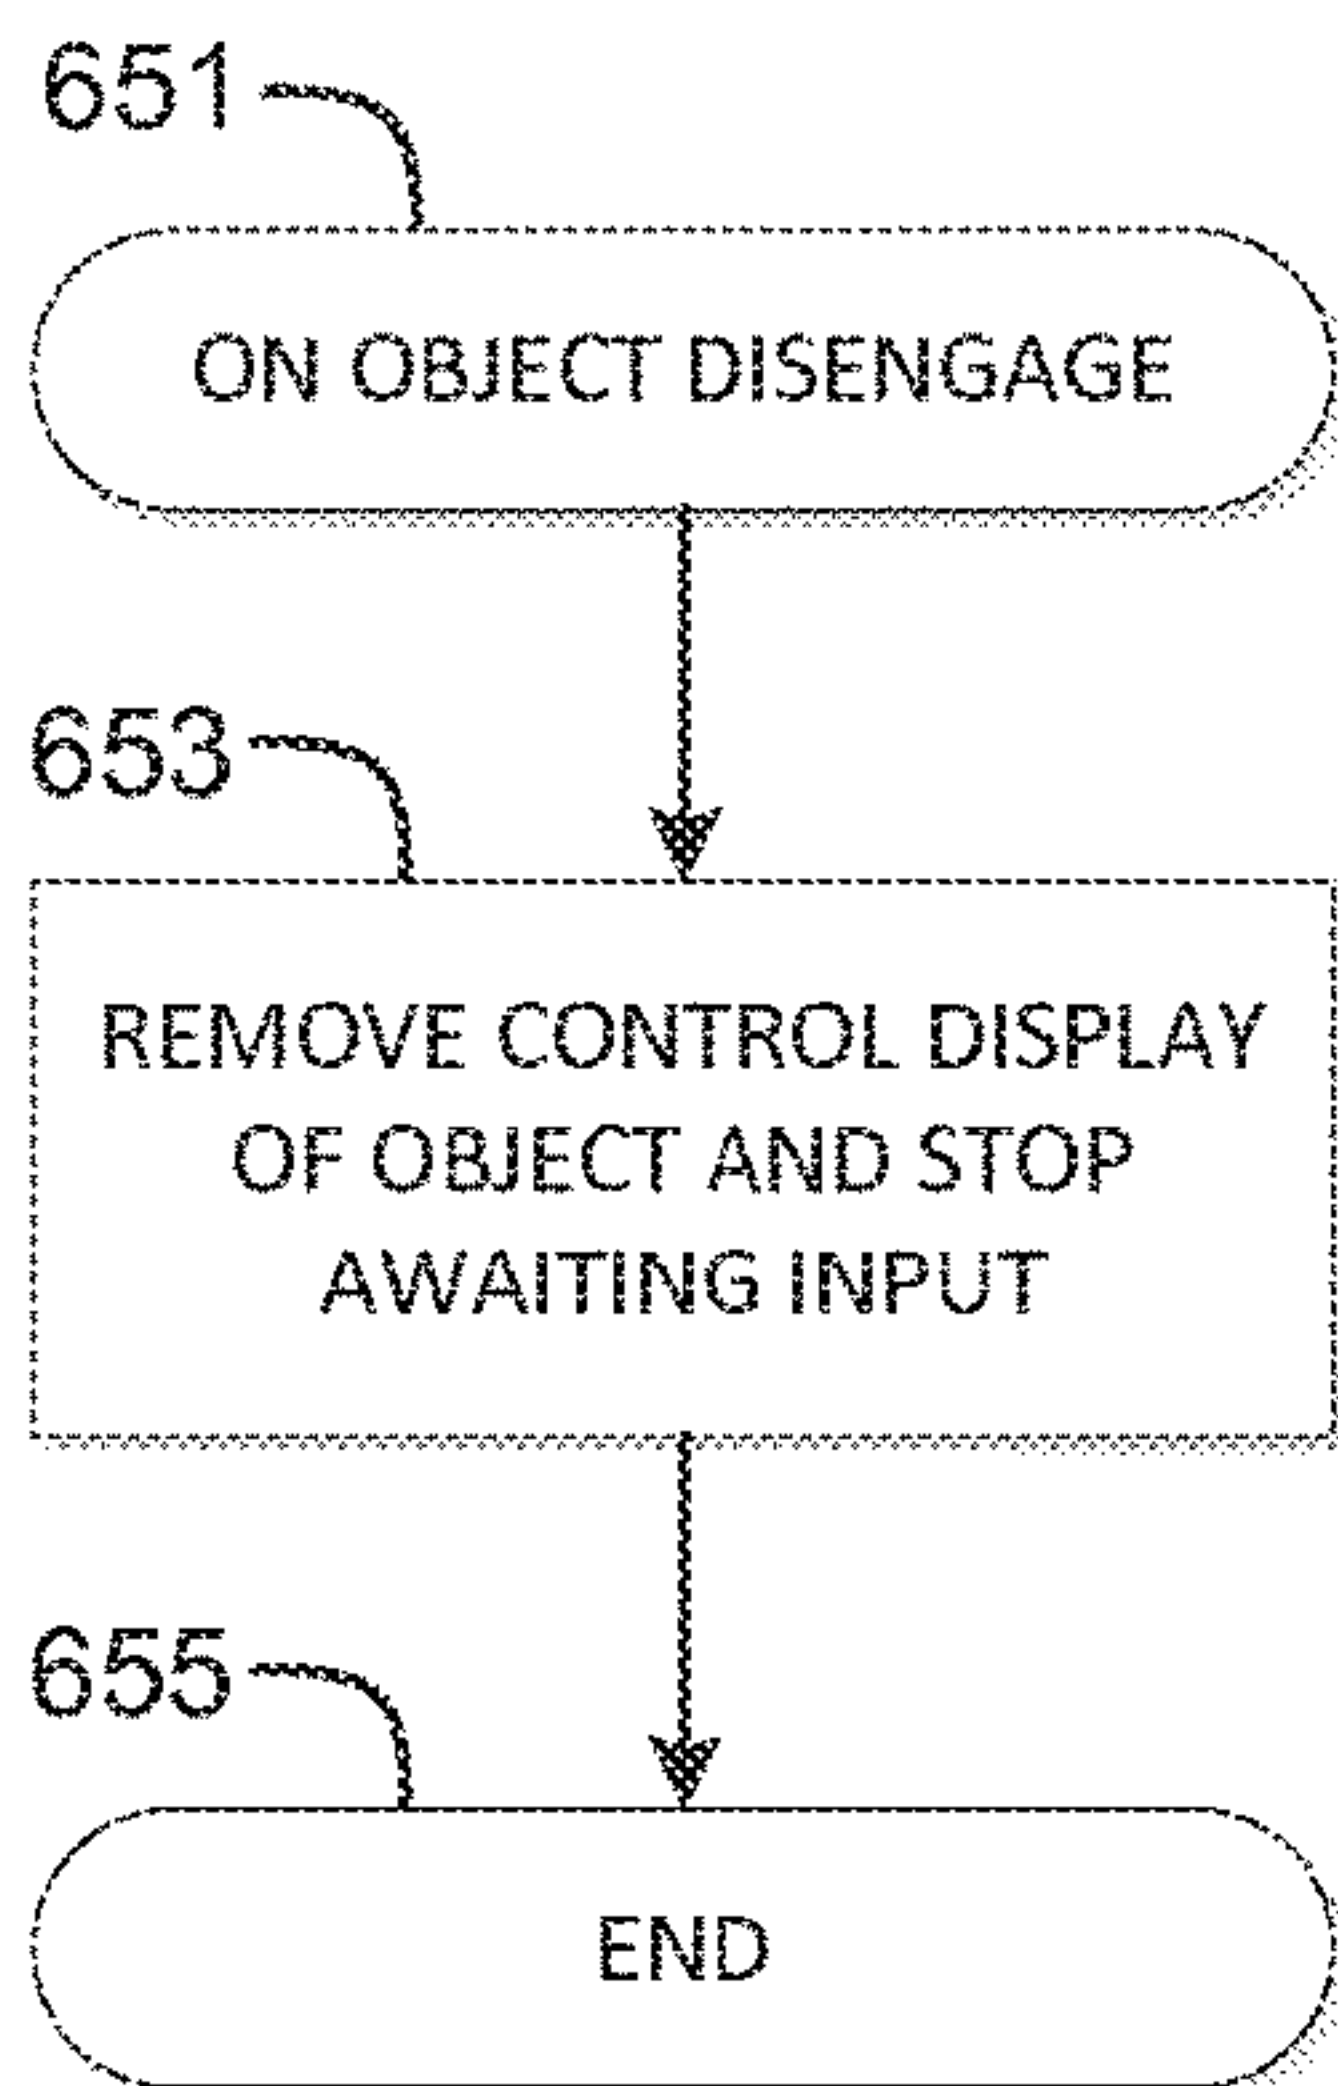 651
ON OBJECT DISENGAGE
653
REMOVE CONTROL DISPLAY
OF OBJECT AND STOP
AWAITING INPUT
655
END